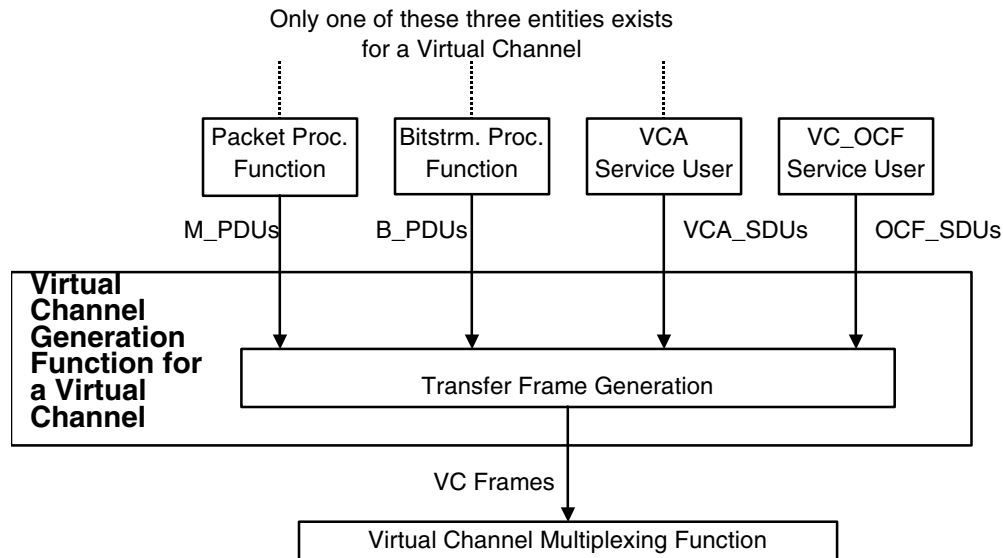 Only one of these three entities exists
for a Virtual Channel
Packet Proc.
Function
Bitstrm. Proc.
Function
VCA
Service User
VC_OCF
Service User
M_PDUs
B_PDUs
VCA_SDUs
OCF_SDUs
Virtual
Channel
Generation
Function for
a Virtual
Channel
Transfer Frame Generation
VC Frames
Virtual Channel Multiplexing Function